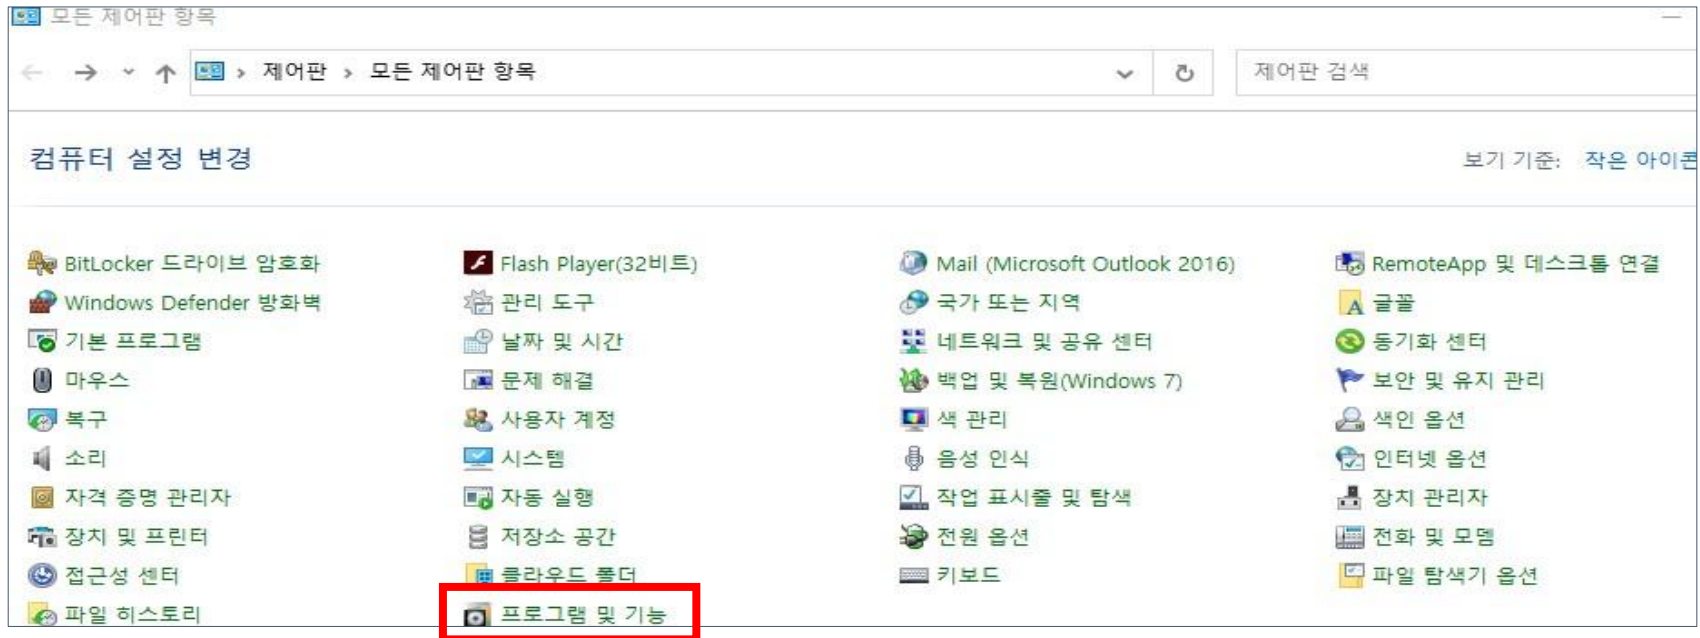 모든 제어판 항목
제어판 › 모든 제어판 항목
제어판 검색
컴퓨터 설정 변경
보기 기준: 작은 아이콘
BitLocker 드라이브 암호화 Flash Player(32비트) Mail (Microsoft Outlook 2016) RemoteApp 및 데스크톱 연결
Windows Defender 방화벽 관리 도구 국가 또는 지역 글꼴
기본 프로그램 날짜 및 시간 네트워크 및 공유 센터 동기화 센터
마우스 문제 해결 백업 및 복원(Windows 7) 보안 및 유지 관리
복구 사용자 계정 색 관리 색인 옵션
소리 시스템 음성 인식 인터넷 옵션
자격 증명 관리자 자동 실행 작업 표시줄 및 탐색 장치 관리자
장치 및 프린터 저장소 공간 전원 옵션 전화 및 모뎀
접근성 센터 클라우드 폴더 키보드 파일 탐색기 옵션
파일 히스토리 프로그램 및 기능